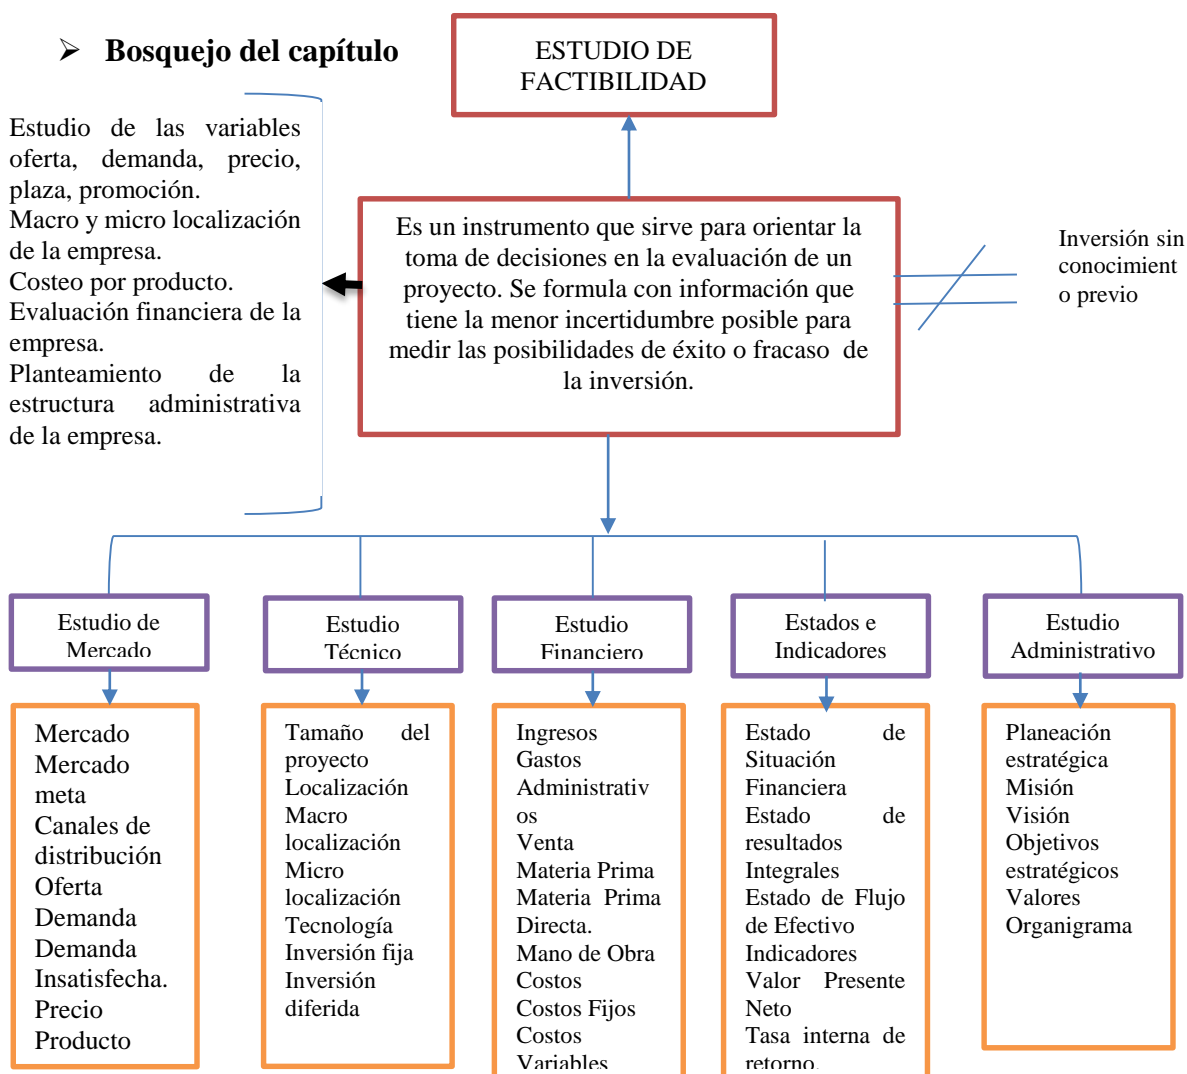 ➢ Bosquejo del capítulo
ESTUDIO DE
FACTIBILIDAD
Estudio de las variables
oferta, demanda, precio,
plaza, promoción.
Macro y micro localización
de la empresa.
Costeo por producto.
Evaluación financiera de la
empresa.
Planteamiento de la
estructura administrativa
de la empresa.
Es un instrumento que sirve para orientar la
toma de decisiones en la evaluación de un
proyecto. Se formula con información que
tiene la menor incertidumbre posible para
medir las posibilidades de éxito o fracaso de
la inversión.
Inversión sin
conocimient
o previo
Estudio de
Mercado
Estudio
Técnico
Estudio
Financiero
Estados e
Indicadores
Estudio
Administrativo
Mercado
Mercado
meta
Canales de
distribución
Oferta
Demanda
Demanda
Insatisfecha.
Precio
Producto
Tamaño del
proyecto
Localización
Macro
localización
Micro
localización
Tecnología
Inversión fija
Inversión
diferida
Ingresos
Gastos
Administrativ
os
Venta
Materia Prima
Materia Prima
Directa.
Mano de Obra
Costos
Costos Fijos
Costos
Variables
Estado de
Situación
Financiera
Estado de
resultados
Integrales
Estado de Flujo
de Efectivo
Indicadores
Valor Presente
Neto
Tasa interna de
retorno.
Planeación
estratégica
Misión
Visión
Objetivos
estratégicos
Valores
Organigrama